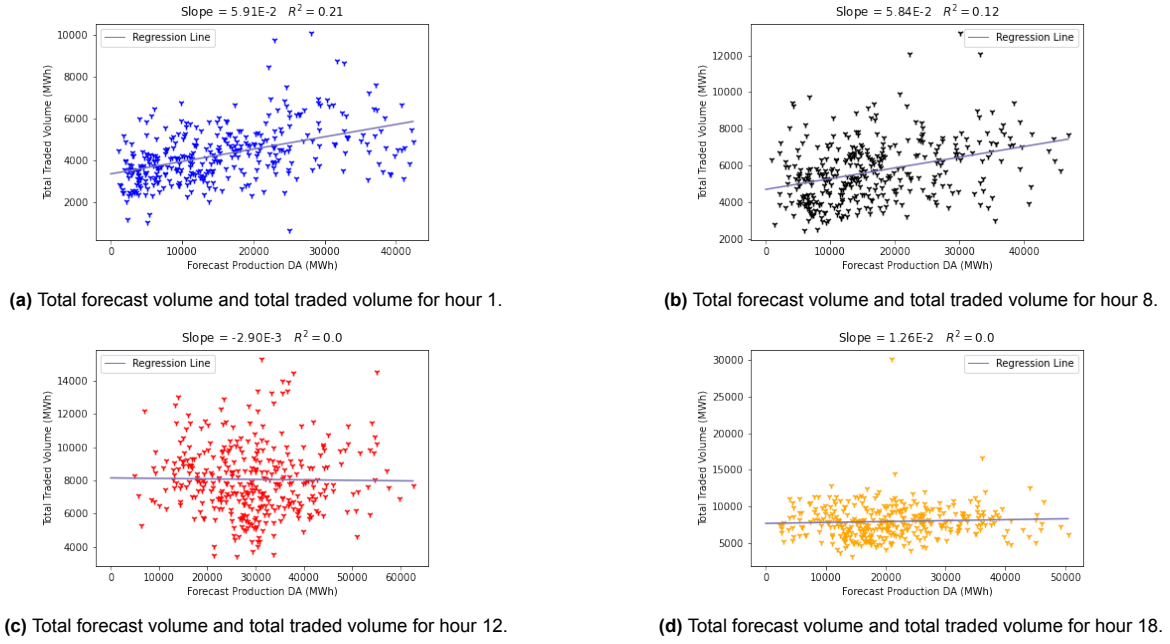 Slope = 5.91E-2 R² = 0.21
Regression Line
10000
8000
6000
4000
2000
Total Traded Volume (MWh)
0 10000 20000 30000 40000
Forecast Production DA (MWh)
(a) Total forecast volume and total traded volume for hour 1.
Slope = 5.84E-2 R² = 0.12
Regression Line
12000
10000
8000
6000
4000
2000
Total Traded Volume (MWh)
0 10000 20000 30000 40000
Forecast Production DA (MWh)
(b) Total forecast volume and total traded volume for hour 8.
Slope = -2.90E-3 R² = 0.0
Regression Line
14000
12000
10000
8000
6000
4000
Total Traded Volume (MWh)
0 10000 20000 30000 40000 50000 60000
Forecast Production DA (MWh)
(c) Total forecast volume and total traded volume for hour 12.
Slope = 1.26E-2 R² = 0.0
Regression Line
30000
25000
20000
15000
10000
5000
Total Traded Volume (MWh)
0 10000 20000 30000 40000 50000
Forecast Production DA (MWh)
(d) Total forecast volume and total traded volume for hour 18.